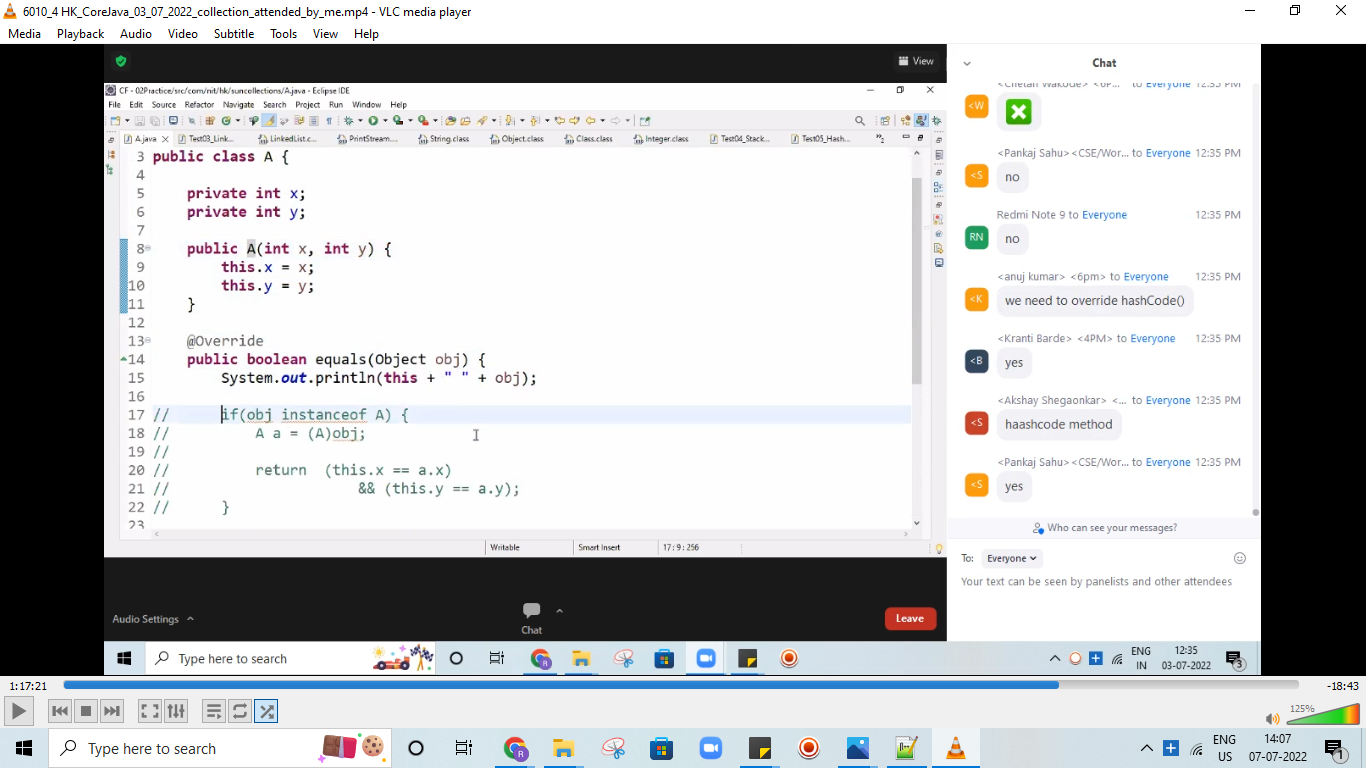 6010_4 HK_CoreJava_03_07_2022_collection_attended_by_me.mp4 - VLC media player
Media Playback Audio Video Subtitle Tools View Help
View
CF - 02Practice/src/com/nit/hk/suncollections/A.java - Eclipse IDE
File Edit Source Refactor Navigate Search Project Run Window Help
A.java Test03_Link... LinkedList.c... PrintStream.... String.class Object.class Class.class Integer.class Test04_Stack... Test05_Hash...
3 public class A {
4
5 private int x;
6 private int y;
7
8 public A(int x, int y) {
9 this.x = x;
10 this.y = y;
11 }
12
13 @Override
14 public boolean equals(Object obj) {
15 System.out.println(this + " " + obj);
16
17 // if(obj instanceof A) {
18 // A a = (A)obj;
19 //
20 // return (this.x == a.x)
21 // && (this.y == a.y);
22 // }
23
Writable Smart Insert 17 : 9 : 256
Audio Settings
Chat
Leave
Chat
<Chetan Wakode> <6P... to Everyone 12:35 PM
<W
<Pankaj Sahu><CSE/Wor... to Everyone 12:35 PM
<S
no
Redmi Note 9 to Everyone 12:35 PM
RN
no
<anuj kumar> <6pm> to Everyone 12:35 PM
<K
we need to override hashCode()
<Kranti Barde> <4PM> to Everyone 12:35 PM
<B
yes
<Akshay Shegaonkar> <... to Everyone 12:35 PM
<S
haashcode method
<Pankaj Sahu><CSE/Wor... to Everyone 12:35 PM
<S
yes
Who can see your messages?
To: Everyone
Your text can be seen by panelists and other attendees
Type here to search
ENG
IN
12:35
03-07-2022
3
1:17:21
-18:43
125%
Type here to search
ENG
US
14:07
07-07-2022
1